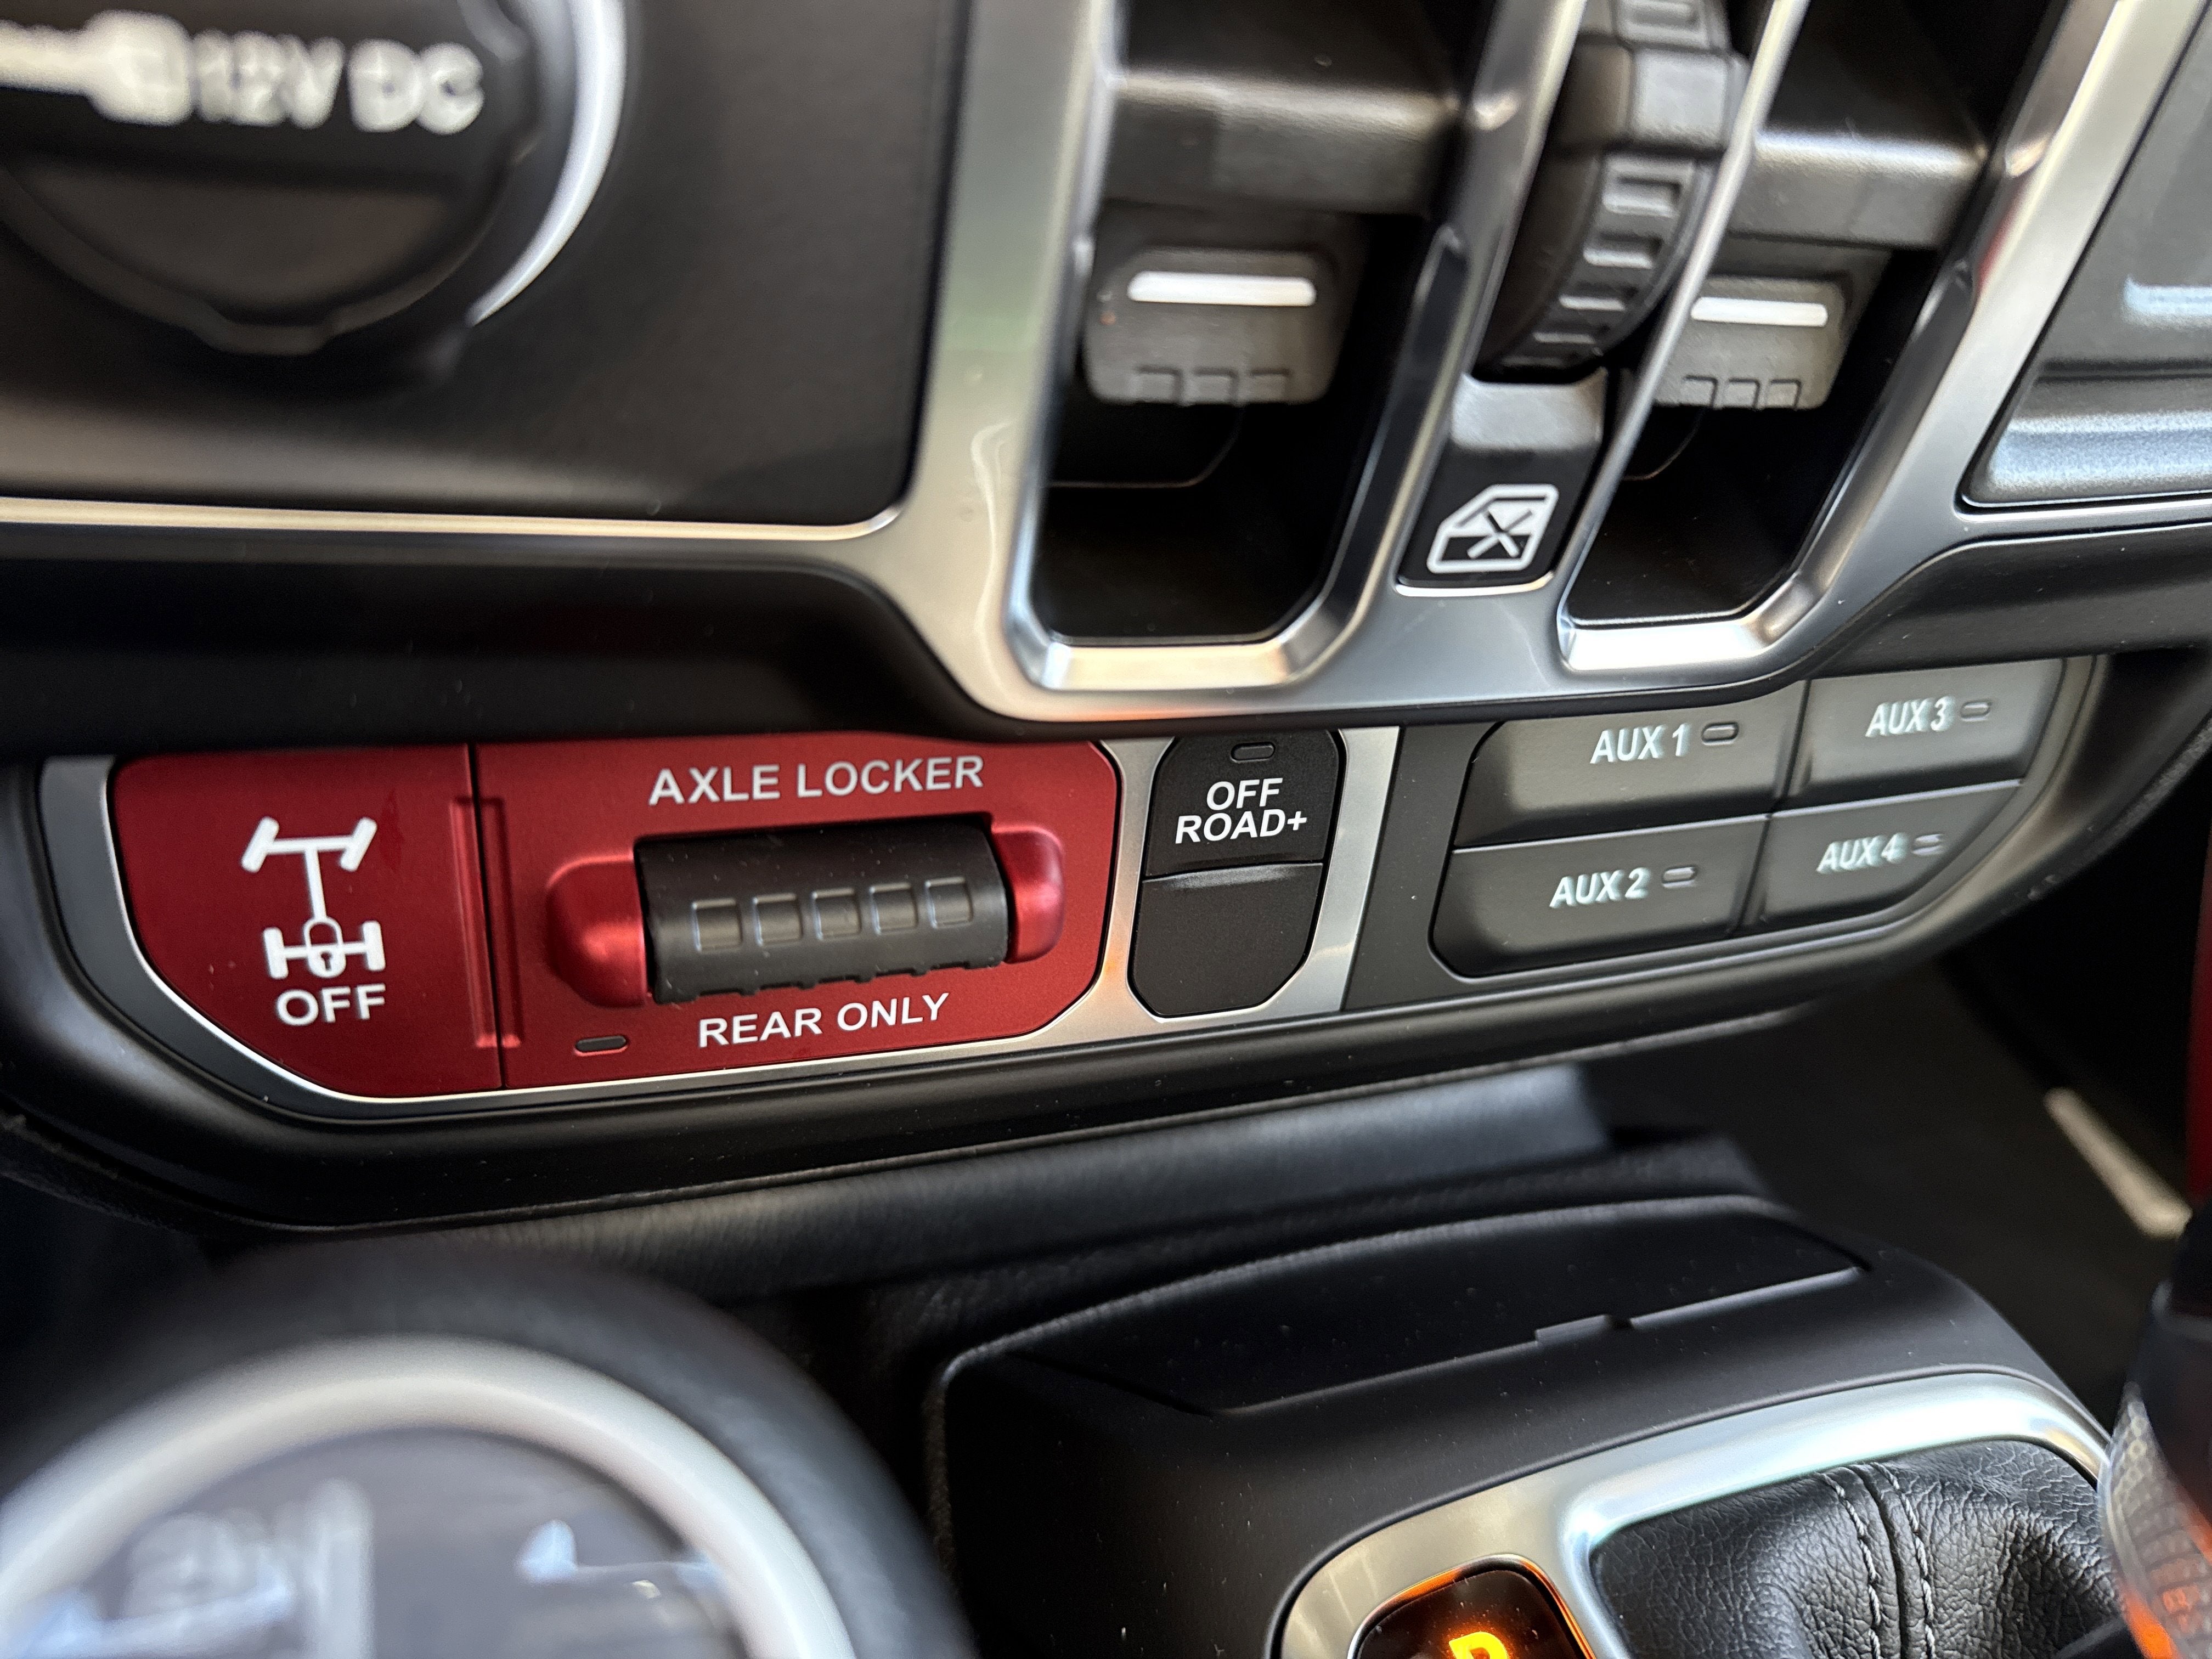 12V DC
AXLE LOCKER
OFF
REAR ONLY
OFF
ROAD+
AUX 1
AUX 3
AUX 2
AUX 4